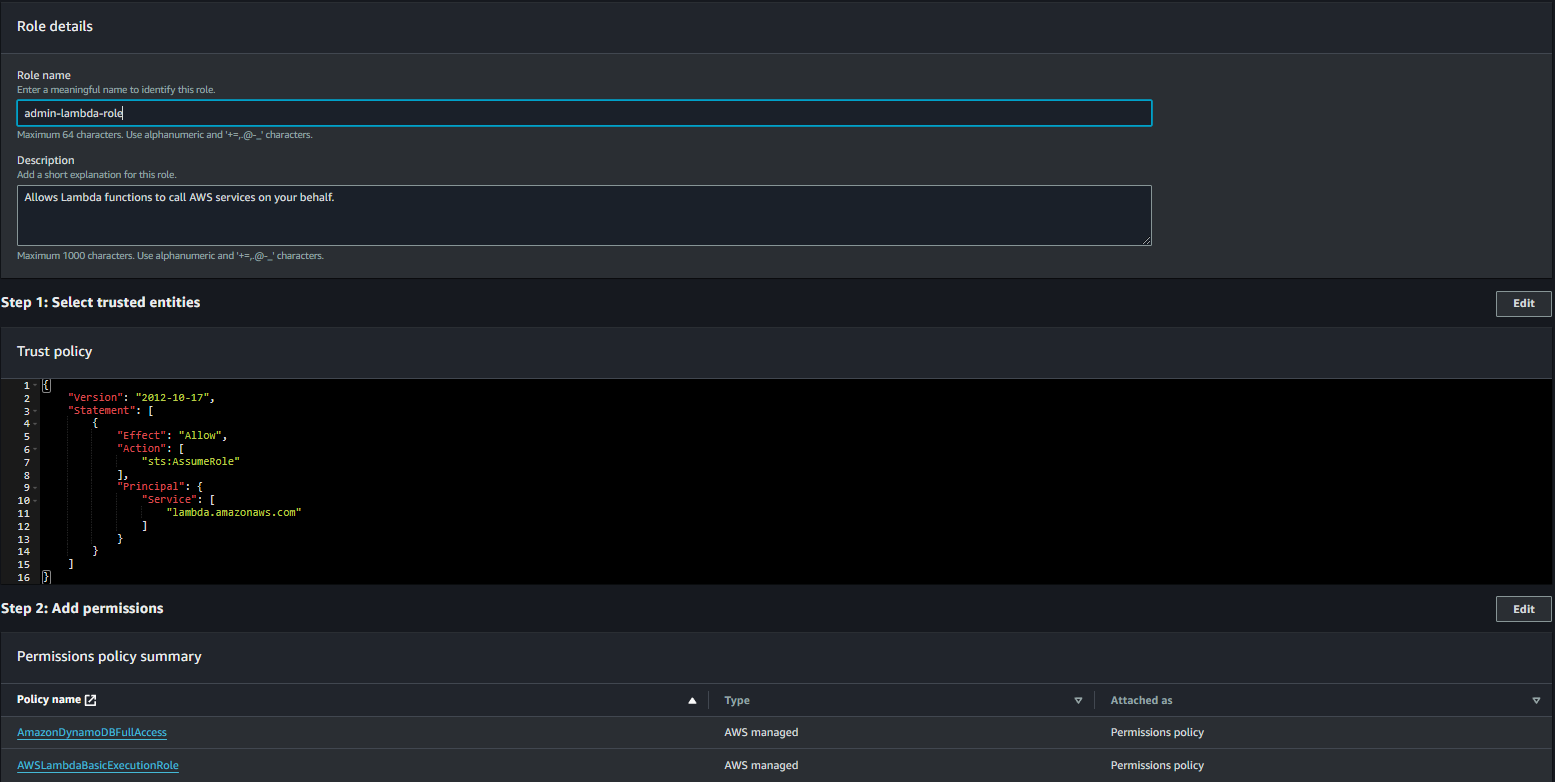 Role details
Role name
Enter a meaningful name to identify this role.
admin-lambda-role
Maximum 64 characters. Use alphanumeric and '+=,.@-_' characters.
Description
Add a short explanation for this role.
Allows Lambda functions to call AWS services on your behalf.
Maximum 1000 characters. Use alphanumeric and '+=,.@-_' characters.
Step 1: Select trusted entities
Edit
Trust policy
1 {
2 "Version": "2012-10-17",
3 "Statement": [
4 {
5 "Effect": "Allow",
6 "Action": [
7 "sts:AssumeRole"
8 ],
9 "Principal": {
10 "Service": [
11 "lambda.amazonaws.com"
12 ]
13 }
14 }
15 ]
16 }
Step 2: Add permissions
Edit
Permissions policy summary
Policy name Type Attached as
AmazonDynamoDBFullAccess AWS managed Permissions policy
AWSLambdaBasicExecutionRole AWS managed Permissions policy